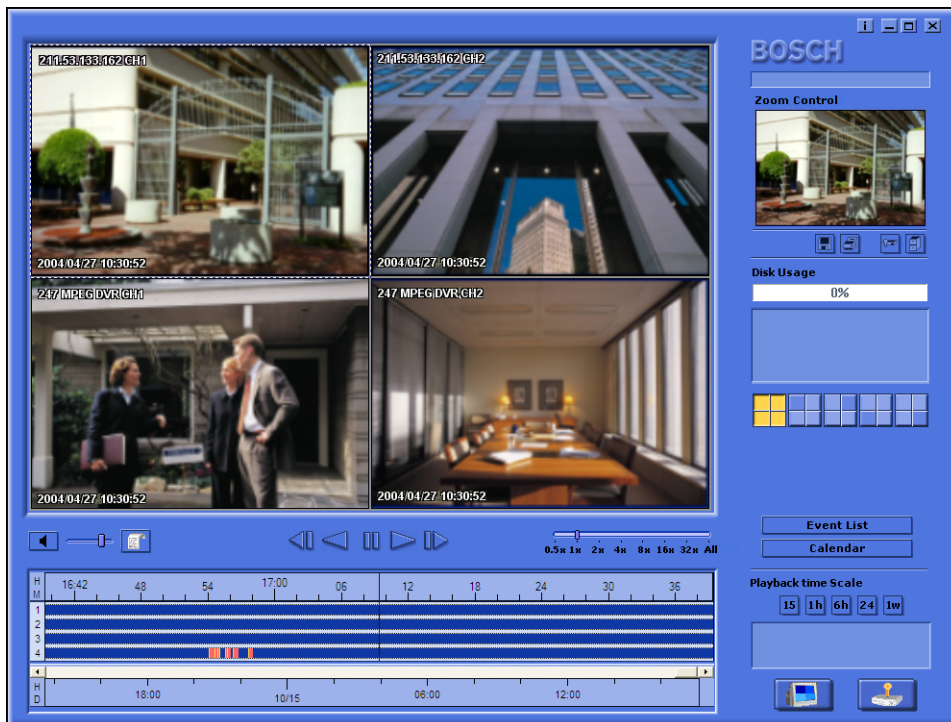 i
BOSCH
211.53.133.162 CH1
211.53.133.162 CH2
Zoom Control
2004/04/27 10:30:52
2004/04/27 10:30:52
Disk Usage
0%
247 MPEG DVR CH1
247 MPEG DVR CH2
2004/04/27 10:30:52
2004/04/27 10:30:52
Event List
Calendar
0.5x 1x 2x 4x 8x 16x 32x All
Playback time Scale
15 1h 6h 24 1w
H M 16:42 48 54 17:00 06 12 18 24 30 36
1
2
3
4
H D 18:00 10/15 06:00 12:00